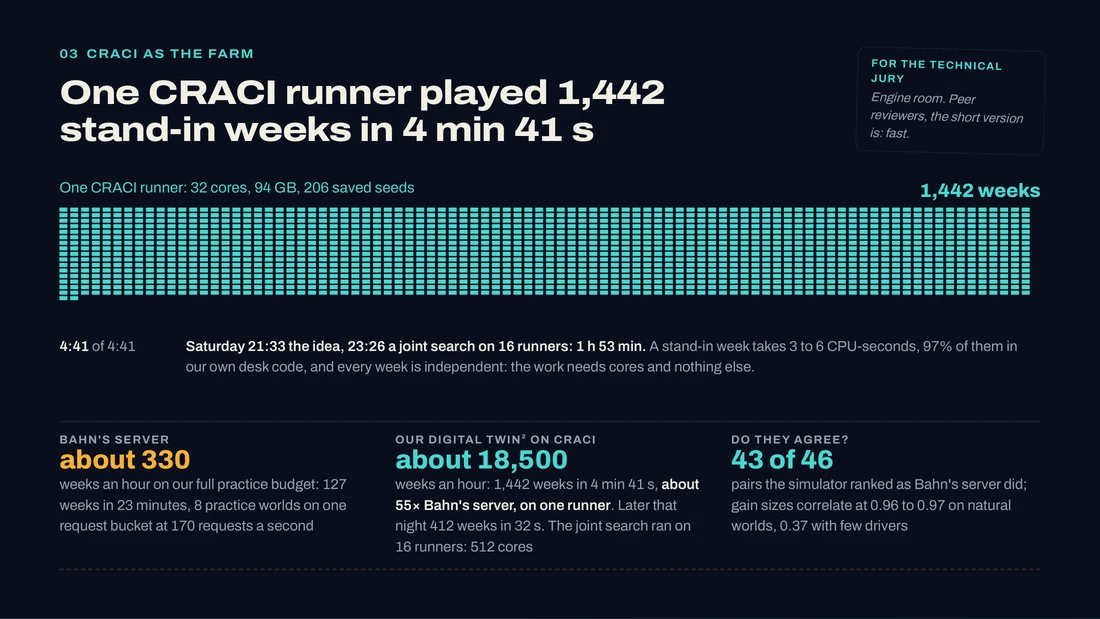 03 CRACI AS THE FARM
One CRACI runner played 1,442
stand-in weeks in 4 min 41 s
FOR THE TECHNICAL
JURY
Engine room. Peer
reviewers, the short version
is: fast.
One CRACI runner: 32 cores, 94 GB, 206 saved seeds
1,442 weeks
4:41 of 4:41
Saturday 21:33 the idea, 23:26 a joint search on 16 runners: 1 h 53 min. A stand-in week takes 3 to 6 CPU-seconds, 97% of them in
our own desk code, and every week is independent: the work needs cores and nothing else.
BAHN'S SERVER
about 330
weeks an hour on our full practice budget: 127
weeks in 23 minutes, 8 practice worlds on one
request bucket at 170 requests a second
OUR DIGITAL TWIN² ON CRACI
about 18,500
weeks an hour: 1,442 weeks in 4 min 41 s, about
55× Bahn's server, on one runner. Later that
night 412 weeks in 32 s. The joint search ran on
16 runners: 512 cores
DO THEY AGREE?
43 of 46
pairs the simulator ranked as Bahn's server did;
gain sizes correlate at 0.96 to 0.97 on natural
worlds, 0.37 with few drivers